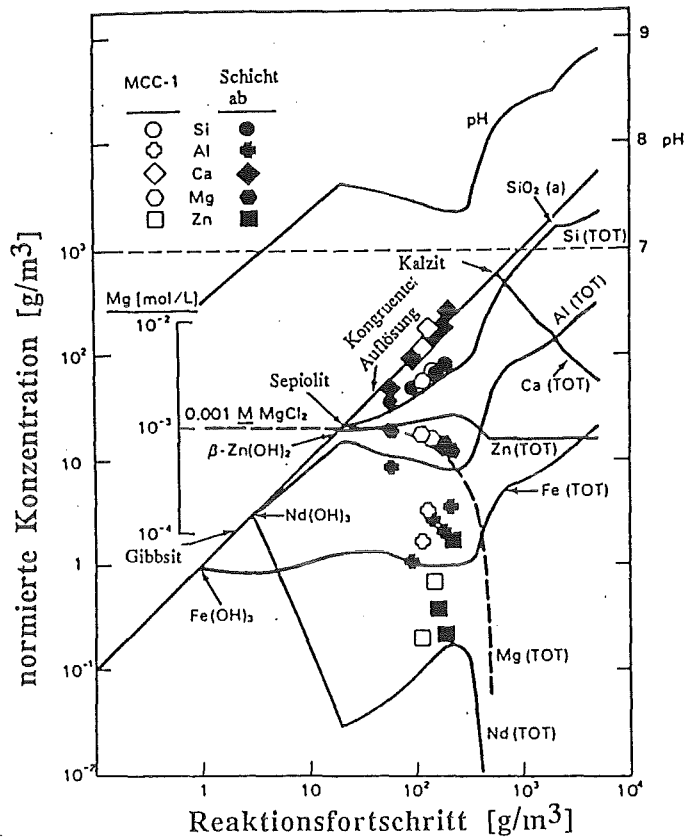 MCC-1 Schicht
ab
Si
Al
Ca
Mg
Zn
9
8 pH
7
pH
SiO₂ (a)
Si (TOT)
10³
Kalzit
Mg [mol/L]
10⁻²
Al (TOT)
Kongruente
Auflösung
10²
Sepiolit
Ca (TOT)
0.001 M MgCl₂
10⁻³
β-Zn(OH)₂
Zn (TOT)
10
Fe (TOT)
10⁻⁴
Nd(OH)₃
Gibbsit
1
Fe(OH)₃
10⁻¹
Mg (TOT)
Nd (TOT)
10⁻²
1 10 10² 10³ 10⁴
normierte Konzentration [g/m³]
Reaktionsfortschritt [g/m³]